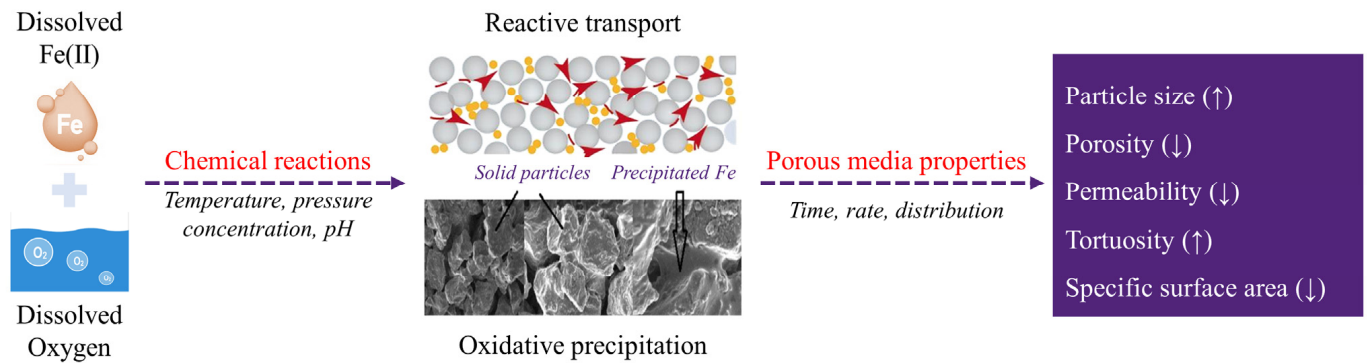 Dissolved
Fe(II)
Fe
O₂
O₂
O₂
Dissolved
Oxygen
Chemical reactions
Temperature, pressure
concentration, pH
Reactive transport
Solid particles
Precipitated Fe
Oxidative precipitation
Porous media properties
Time, rate, distribution
Particle size (↑)
Porosity (↓)
Permeability (↓)
Tortuosity (↑)
Specific surface area (↓)